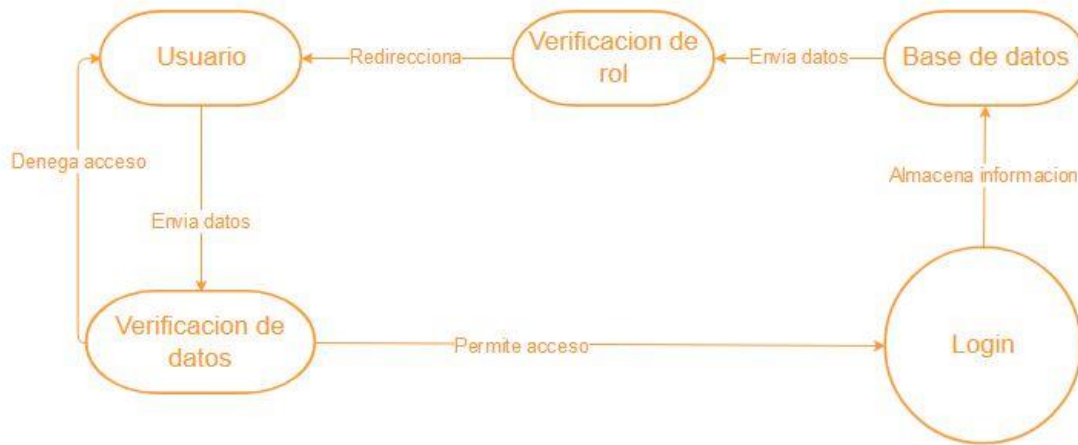 Usuario
Redirecciona
Verificacion de
rol
Envia datos
Base de datos
Denega acceso
Almacena informacion
Envia datos
Verificacion de
datos
Permite acceso
Login